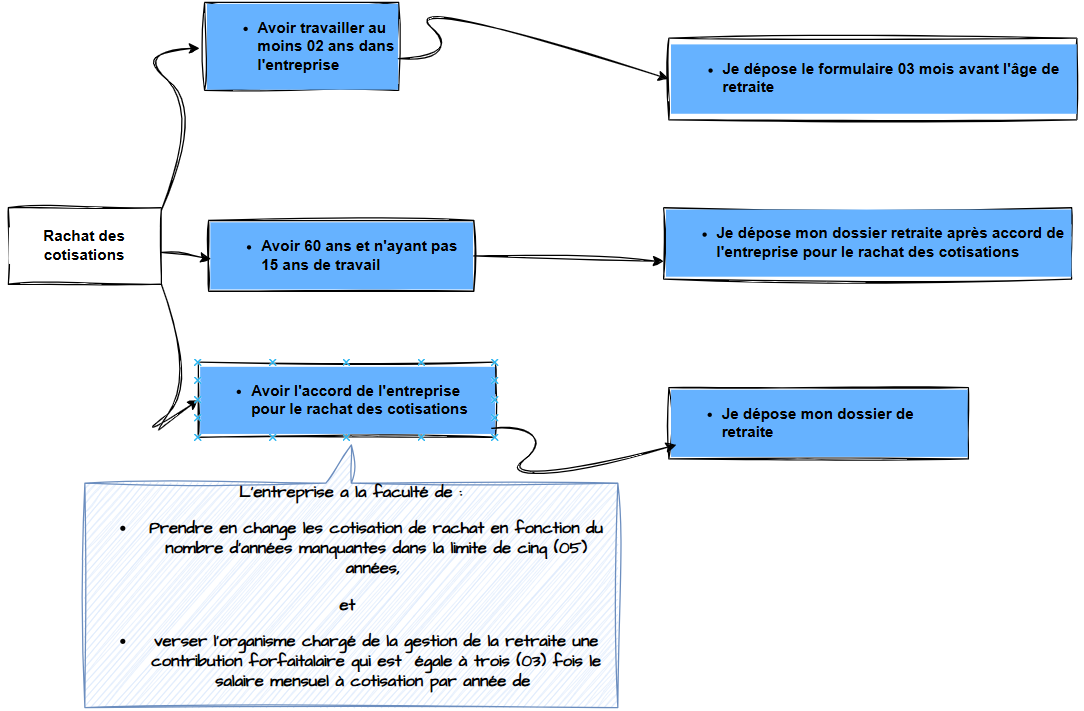 Avoir travailler au
moins 02 ans dans
l'entreprise
Je dépose le formulaire 03 mois avant l'âge de
retraite
Rachat des
cotisations
Avoir 60 ans et n'ayant pas
15 ans de travail
Je dépose mon dossier retraite après accord de
l'entreprise pour le rachat des cotisations
Avoir l'accord de l'entreprise
pour le rachat des cotisations
Je dépose mon dossier de
retraite
L'entreprise a la faculté de :
Prendre en change les cotisation de rachat en fonction du
nombre d'années manquantes dans la limite de cinq (05)
années,
et
verser l'organisme chargé de la gestion de la retraite une
contribution forfaitalaire qui est égale à trois (03) fois le
salaire mensuel à cotisation par année de